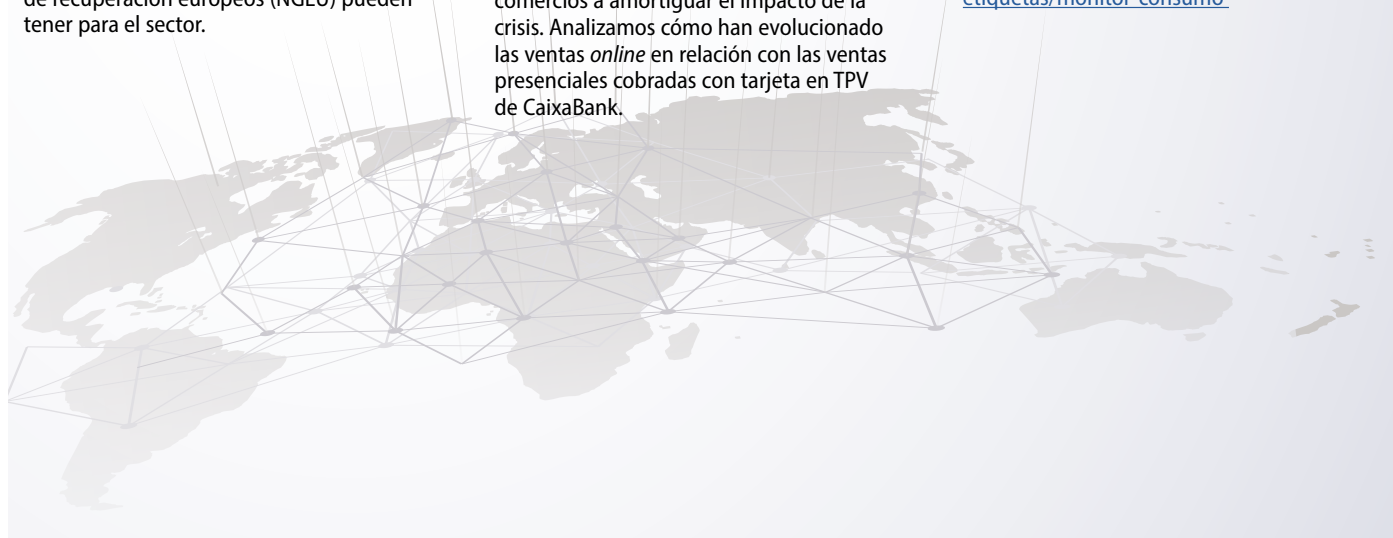 de recuperación europeos (NGEU) pueden
tener para el sector.
comercios a amortiguar el impacto de la
crisis. Analizamos cómo han evolucionado
las ventas online en relación con las ventas
presenciales cobradas con tarjeta en TPV
de CaixaBank.
etiquetas/monitor-consumo